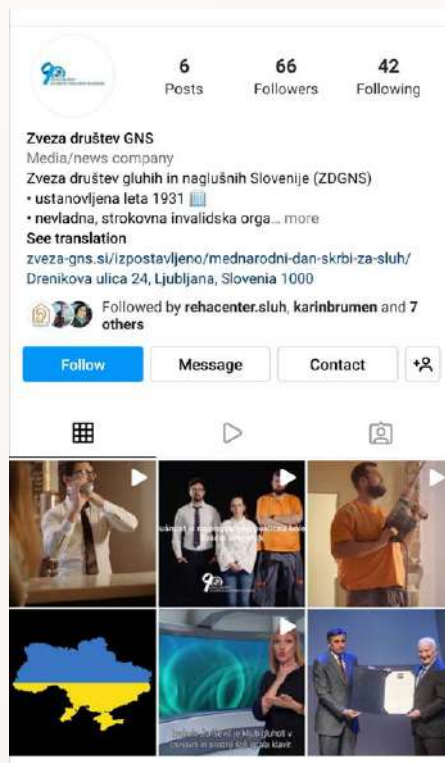 90
6
66
42
Posts
Followers
Following
Zveza društev GNS
Media/news company
Zveza društev gluhih in naglušnih Slovenije (ZDGNS)
• ustanovljena leta 1931
• nevladna, strokovna invalidska orga... more
See translation
zveza-gns.si/izpostavljeno/mednarodni-dan-skrbi-za-sluh/
Drenikova ulica 24, Ljubljana, Slovenia 1000
Followed by rehacenter.sluh, karinbrumen and 7
others
Follow
Message
Contact
90